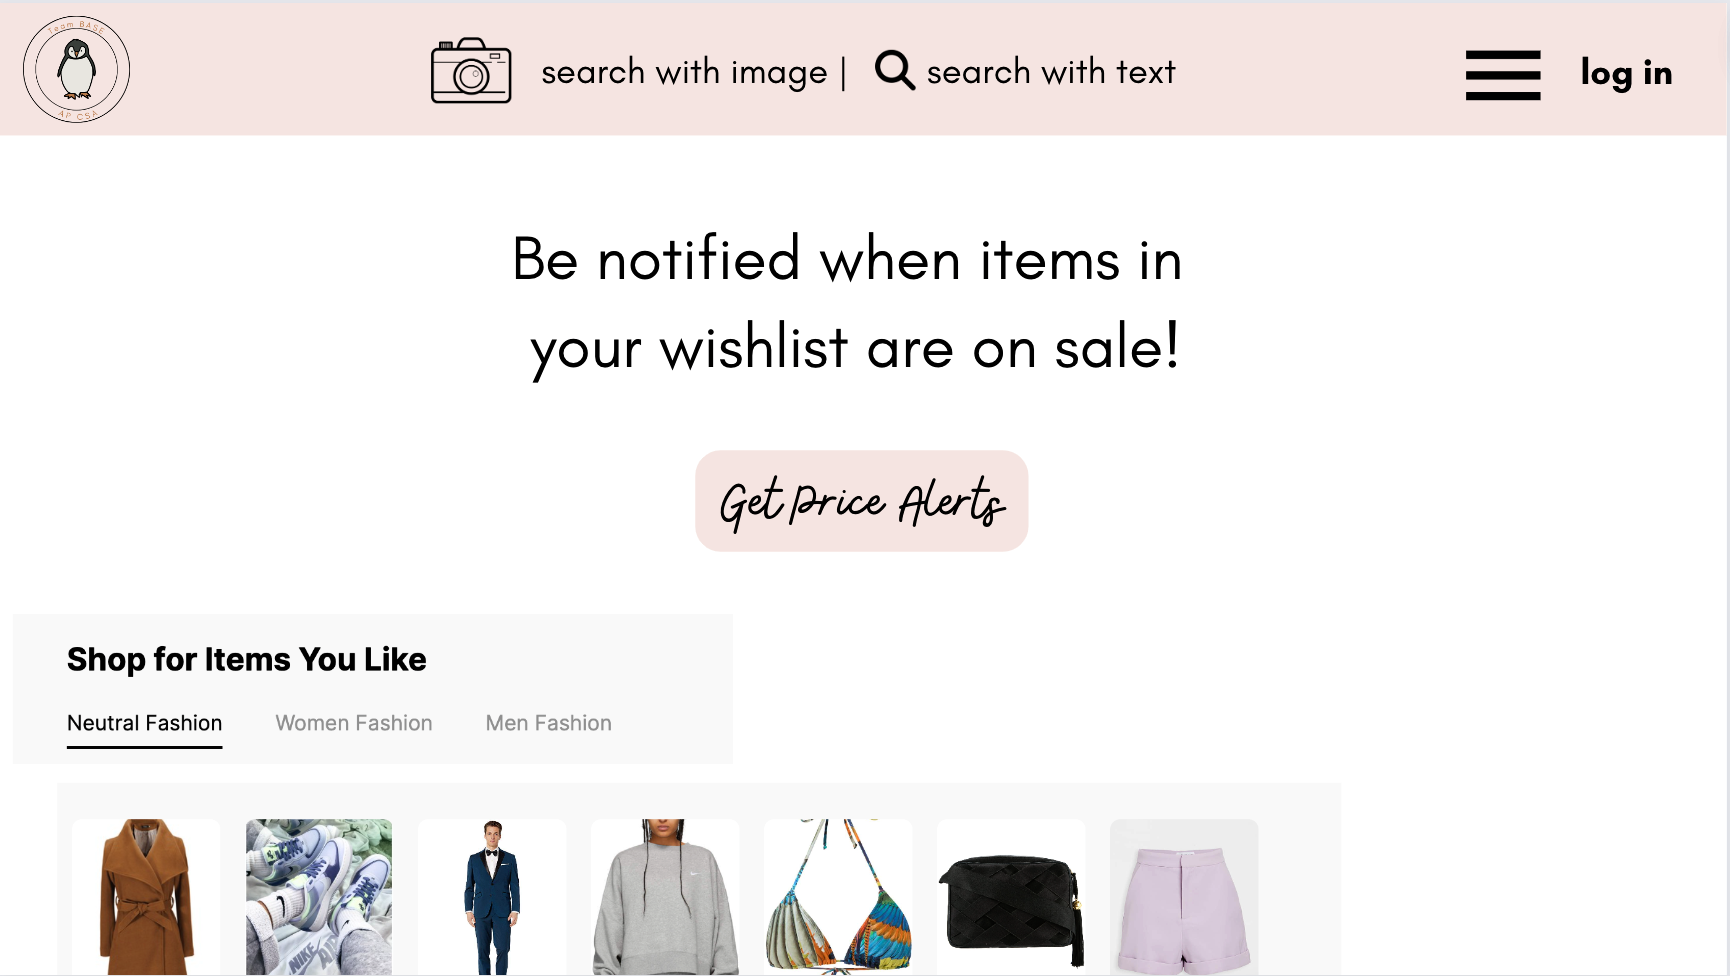 Team BASE
AP CSA
search with image | search with text
log in
Be notified when items in
your wishlist are on sale!
Get Price Alerts
Shop for Items You Like
Neutral Fashion Women Fashion Men Fashion
NIKE